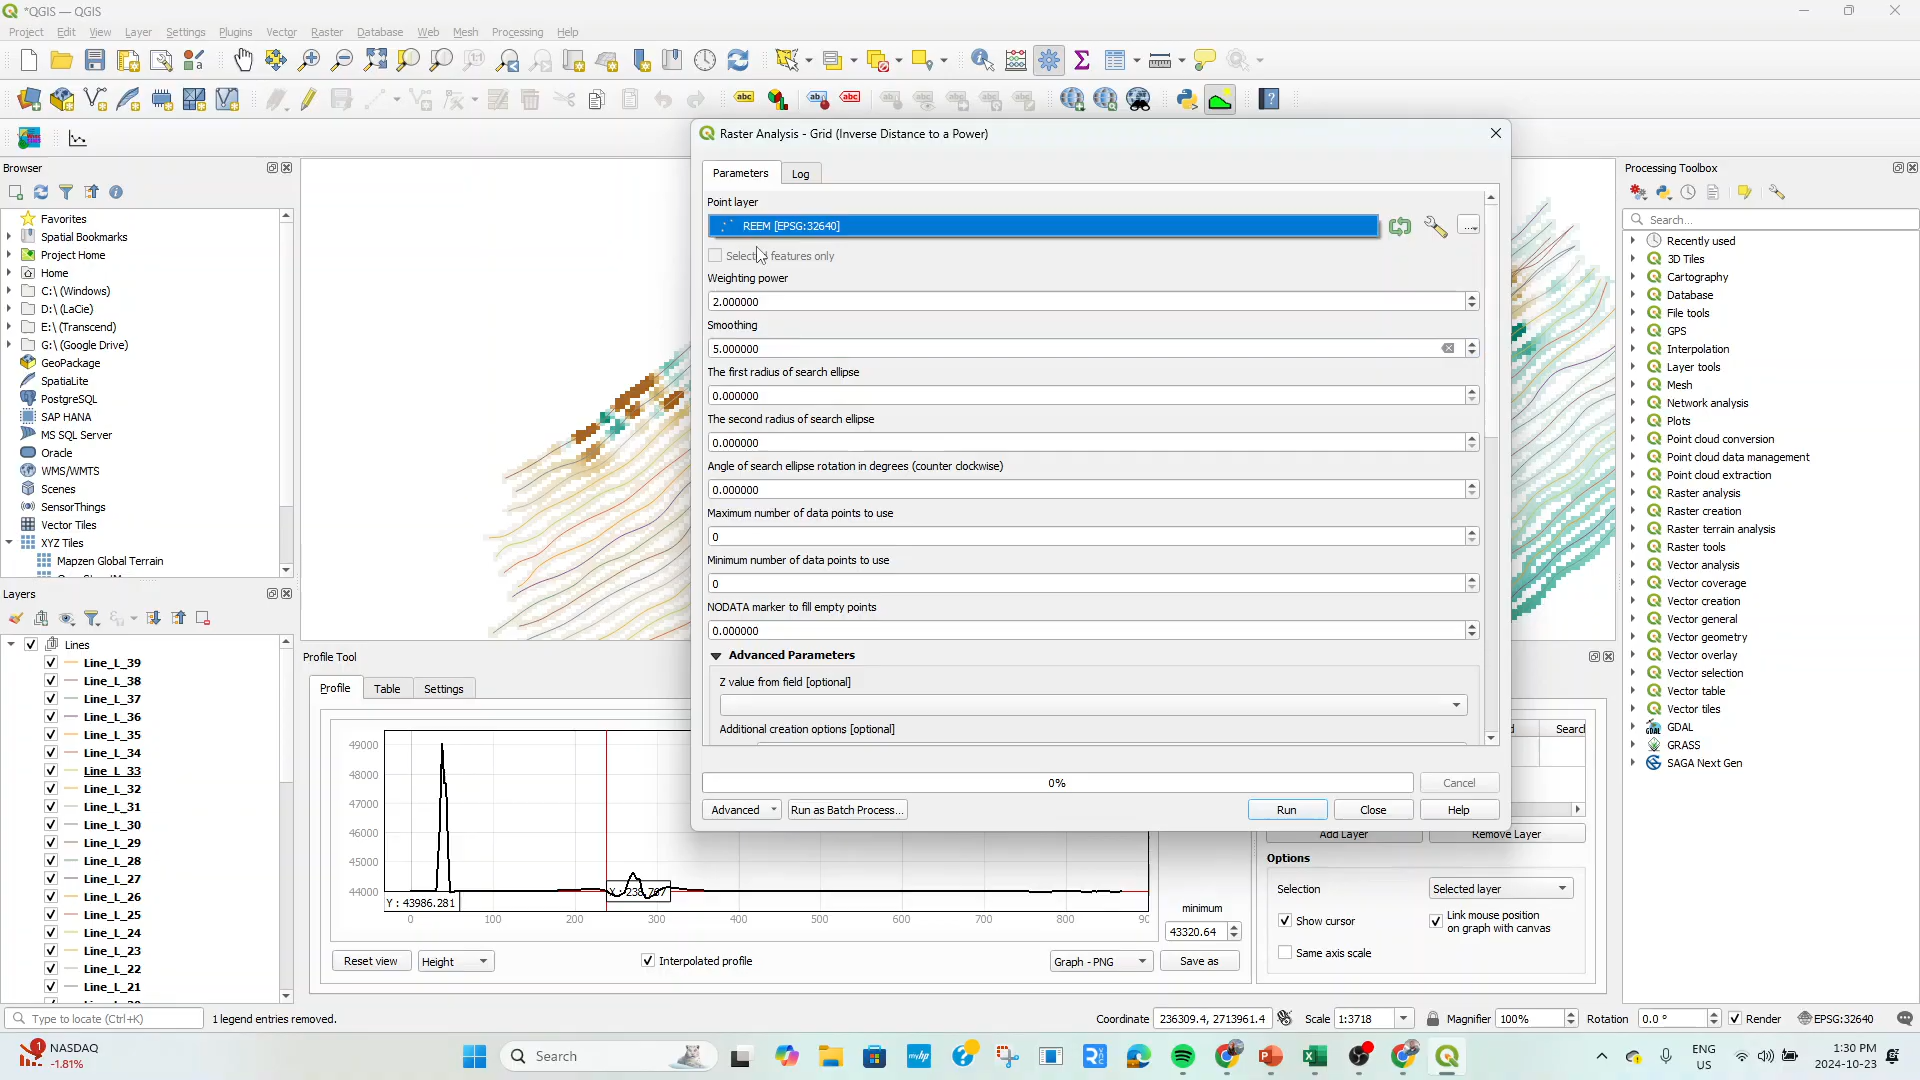 *QGIS — QGIS
Project Edit View Layer Settings Plugins Vector Raster Database Web Mesh Processing Help
Browser
Favorites
Spatial Bookmarks
Project Home
Home
C:\ (Windows)
D:\ (LaCie)
E:\ (Transcend)
G:\ (Google Drive)
GeoPackage
SpatiaLite
PostgreSQL
SAP HANA
MS SQL Server
Oracle
WMS/WMTS
Scenes
SensorThings
Vector Tiles
XYZ Tiles
Mapzen Global Terrain
Layers
Lines
Line_L_39
Line_L_38
Line_L_37
Line_L_36
Line_L_35
Line_L_34
Line_L_33
Line_L_32
Line_L_31
Line_L_30
Line_L_29
Line_L_28
Line_L_27
Line_L_26
Line_L_25
Line_L_24
Line_L_23
Line_L_22
Line_L_21
Raster Analysis - Grid (Inverse Distance to a Power)
Parameters Log
Point layer
REEM [EPSG:32640]
Selected features only
Weighting power
2.000000
Smoothing
5.000000
The first radius of search ellipse
0.000000
The second radius of search ellipse
0.000000
Angle of search ellipse rotation in degrees (counter clockwise)
0.000000
Maximum number of data points to use
0
Minimum number of data points to use
0
NODATA marker to fill empty points
0.000000
Advanced Parameters
Z value from field [optional]
Additional creation options [optional]
0%
Cancel
Advanced Run as Batch Process... Run Close Help
Profile Tool
Profile Table Settings
49000
48000
47000
46000
45000
44000
Y : 43986.281
X : 238.767
0 100 200 300 400 500 600 700 800
minimum
43320.64
Reset view Height Interpolated profile Graph - PNG Save as
Search
Add Layer Remove Layer
Options
Selection Selected layer
Show cursor
Link mouse position
on graph with canvas
Same axis scale
Processing Toolbox
Search...
Recently used
3D Tiles
Cartography
Database
File tools
GPS
Interpolation
Layer tools
Mesh
Network analysis
Plots
Point cloud conversion
Point cloud data management
Point cloud extraction
Raster analysis
Raster creation
Raster terrain analysis
Raster tools
Vector analysis
Vector coverage
Vector creation
Vector general
Vector geometry
Vector overlay
Vector selection
Vector table
Vector tiles
GDAL
GRASS
SAGA Next Gen
Type to locate (Ctrl+K) 1 legend entries removed. Coordinate 236309.4, 2713961.4 Scale 1:3718 Magnifier 100% Rotation 0.0 ° Render EPSG:32640
NASDAQ
-1.81%
Search
ENG
US
1:30 PM
2024-10-23